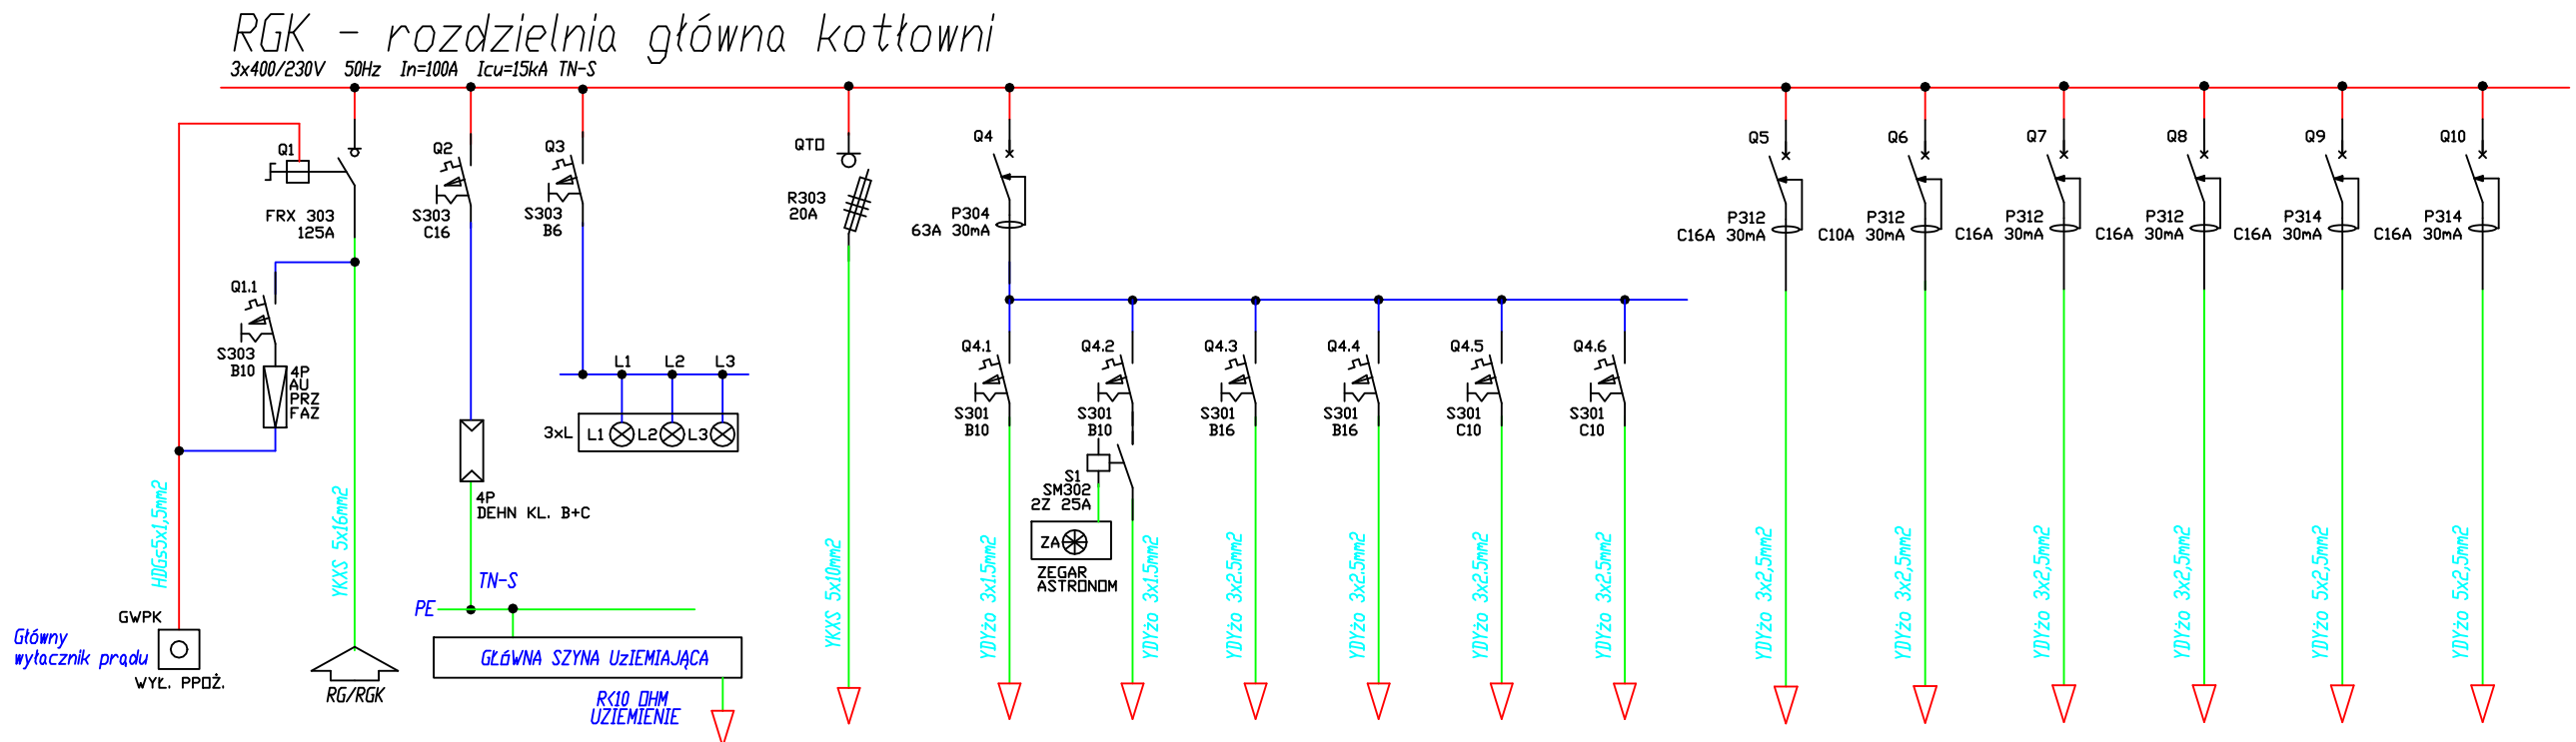 RGK - rozdzielnia główna kotłowni
3x400/230V 50Hz In=100A Icu=15kA TN-S
Q1
FRX 303
125A
Q1.1
S303
B10
4P
AU
PRZ
FAZ
HDGs5x1,5mm2
YKXS 5x16mm2
GWPK
Główny
wyłacznik prądu
WYŁ. PPOŻ.
RG/RGK
Q2
S303
C16
4P
DEHN KL. B+C
TN-S
PE
GŁÓWNA SZYNA UzIEMIAJĄCA
R<10 OHM
UZIEMIENIE
Q3
S303
B6
L1 L2 L3
3xL
L1 L2 L3
QTO
R303
20A
YKXS 5x10mm2
Q4
P304
63A 30mA
Q4.1
S301
B10
YDYżo 3x1.5mm2
Q4.2
S301
B10
S1
SM302
2Z 25A
ZA
ZEGAR
ASTRONOM
YDYżo 3x1.5mm2
Q4.3
S301
B16
YDYżo 3x2.5mm2
Q4.4
S301
B16
YDYżo 3x2.5mm2
Q4.5
S301
C10
YDYżo 3x2.5mm2
Q4.6
S301
C10
YDYżo 3x2.5mm2
Q5
P312
C16A 30mA
YDYżo 3x2,5mm2
Q6
P312
C10A 30mA
YDYżo 3x2,5mm2
Q7
P312
C16A 30mA
YDYżo 3x2,5mm2
Q8
P312
C16A 30mA
YDYżo 3x2,5mm2
Q9
P314
C16A 30mA
YDYżo 5x2,5mm2
Q10
P314
C16A 30mA
YDYżo 5x2,5mm2